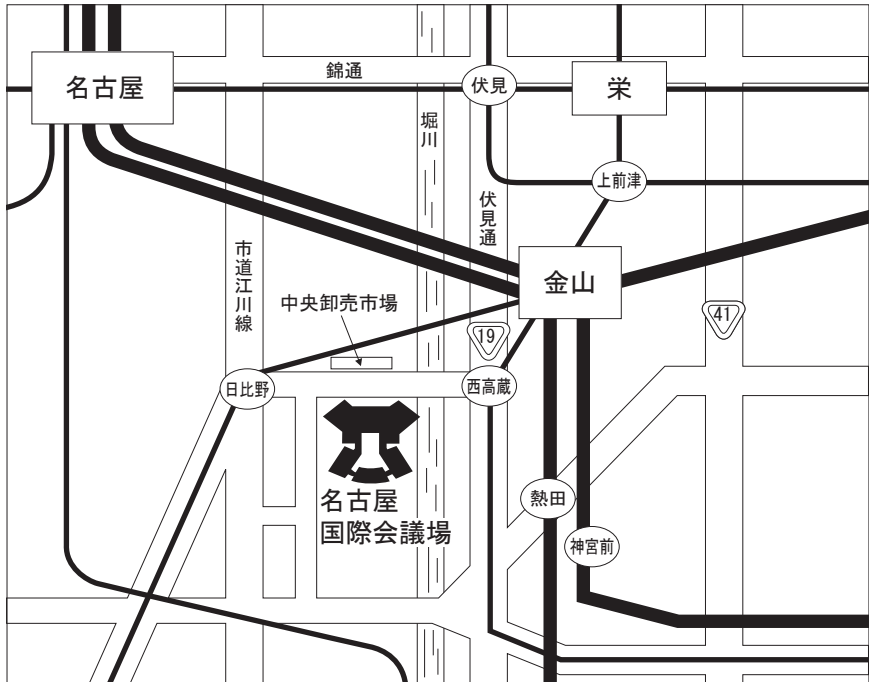 名古屋
錦通
伏見
栄
堀川
上前津
伏見通
市道江川線
金山
中央卸売市場
19
41
日比野
西高蔵
名古屋
国際会議場
熱田
神宮前